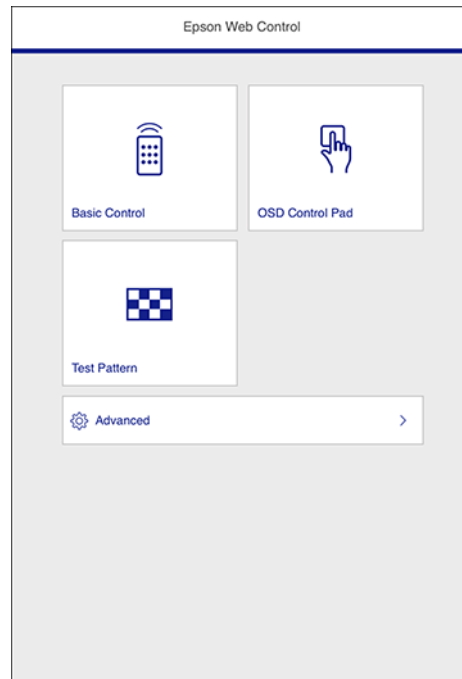 Epson Web Control
Basic Control
OSD Control Pad
Test Pattern
Advanced